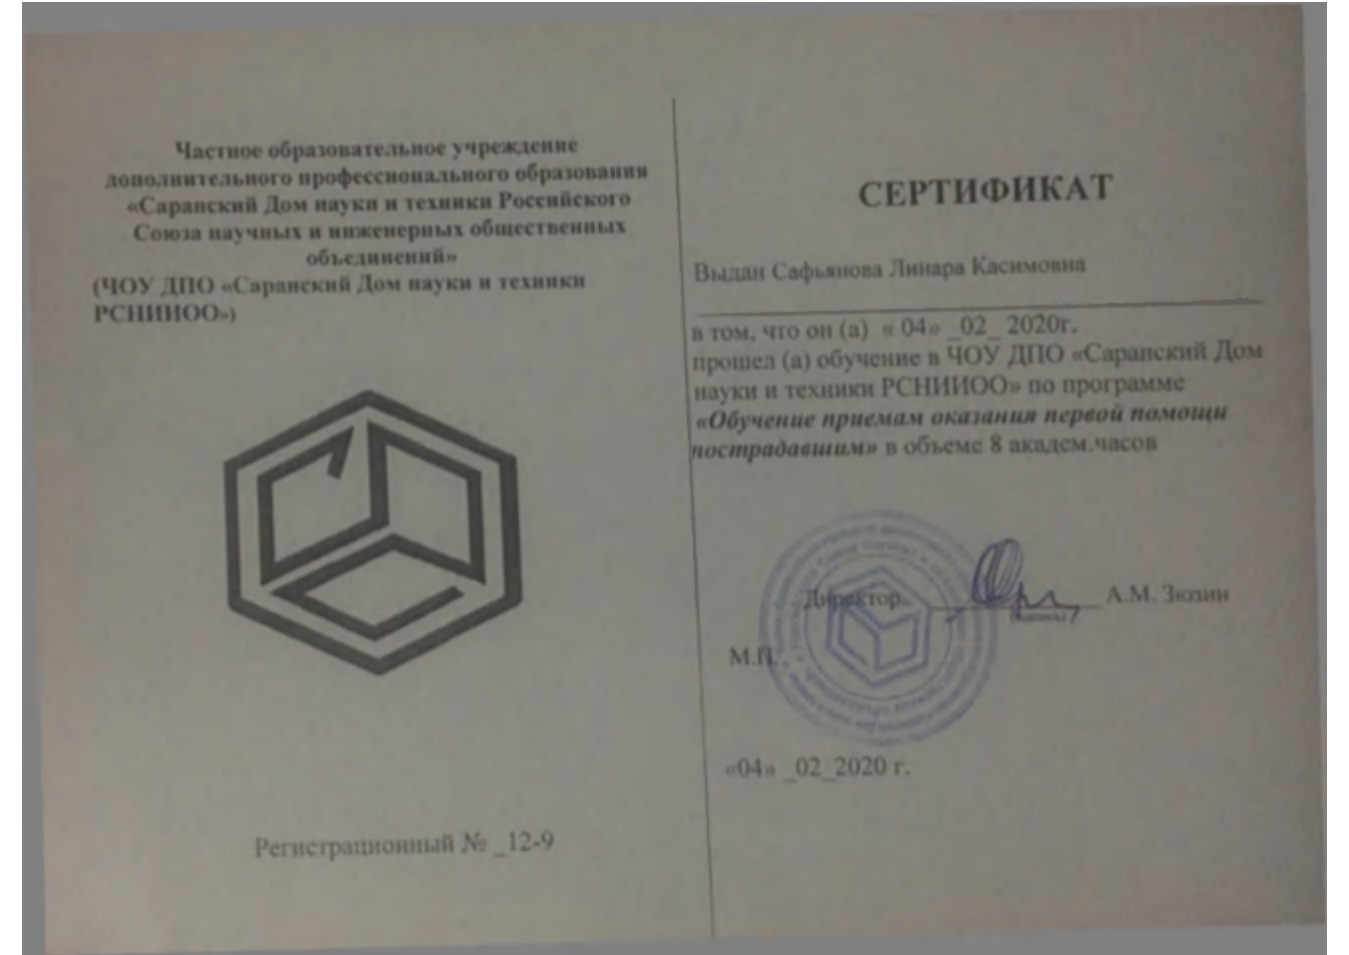 Частное образовательное учреждение
дополнительного профессионального образования
«Саранский Дом науки и техники Российского
Союза научных и инженерных общественных
объединений»
(ЧОУ ДПО «Саранский Дом науки и техники
РСНИИОО»)
Регистрационный № _12-9
СЕРТИФИКАТ
Выдан Сафьянова Линара Касимовна
в том, что он (а) « 04» _02_ 2020г.
прошел (а) обучение в ЧОУ ДПО «Саранский Дом
науки и техники РСНИИОО» по программе
«Обучение приемам оказания первой помощи
пострадавшим» в объеме 8 академ.часов
Директор А.М. Зюзин
(подпись)
М.П.
«04» _02_2020 г.